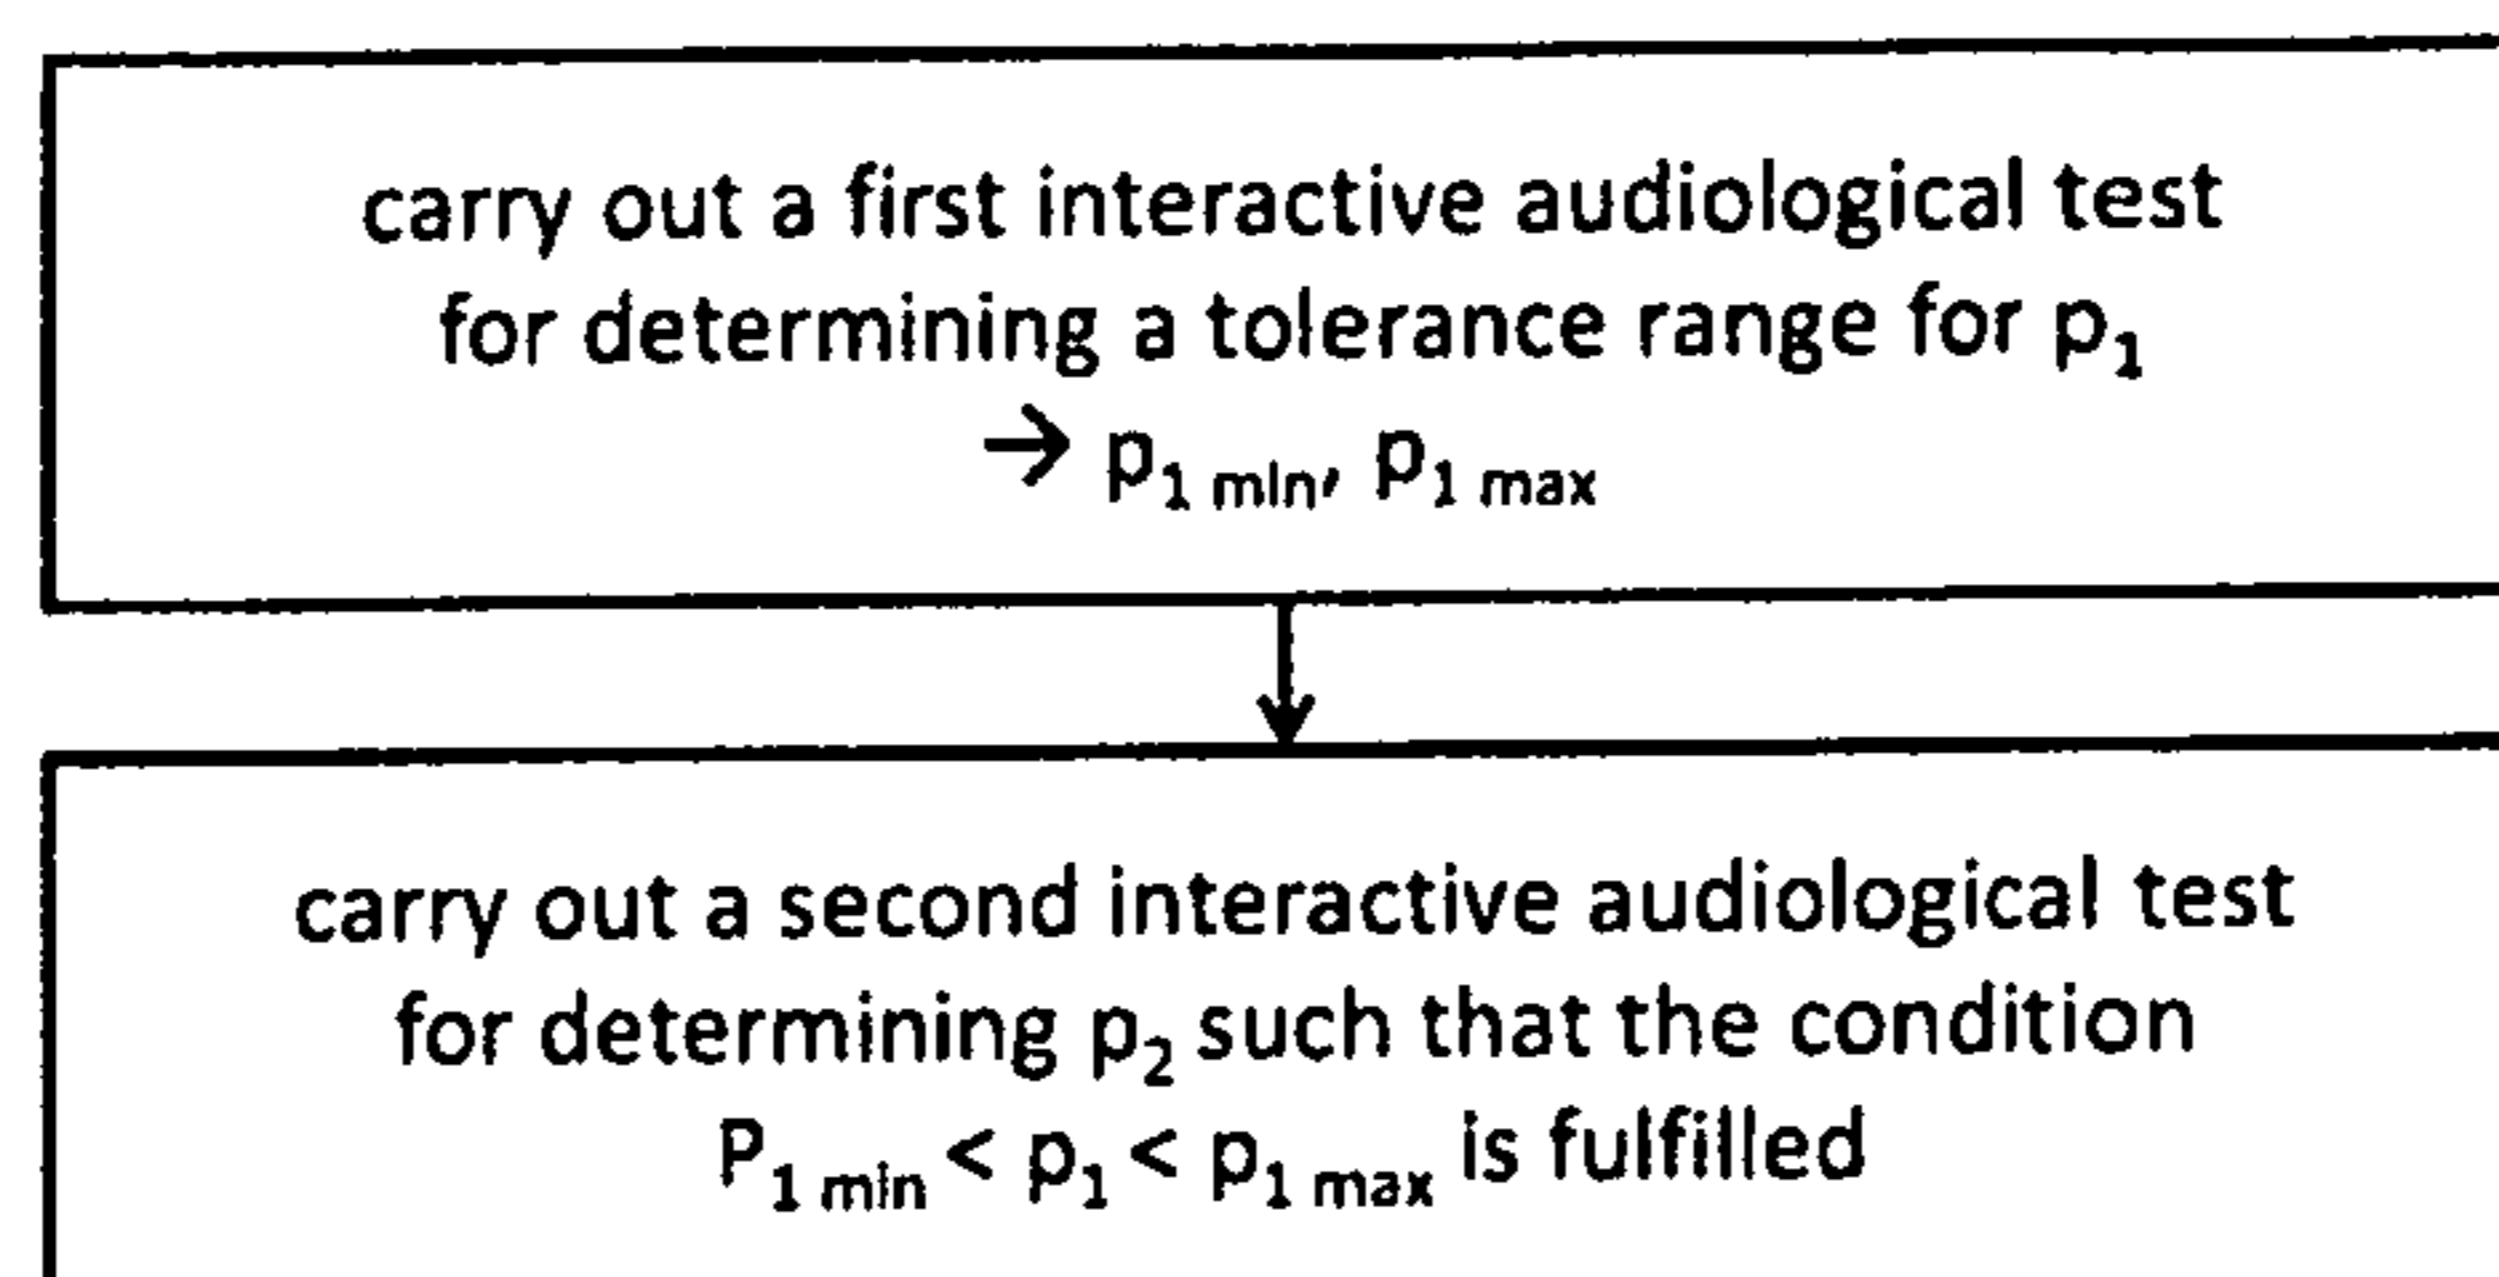 carry out a first interactive audiological test
for determining a tolerance range for p₁
→ p₁ min, p₁ max
carry out a second interactive audiological test
for determining p₂ such that the condition
P₁ min < p₁ < p₁ max is fulfilled